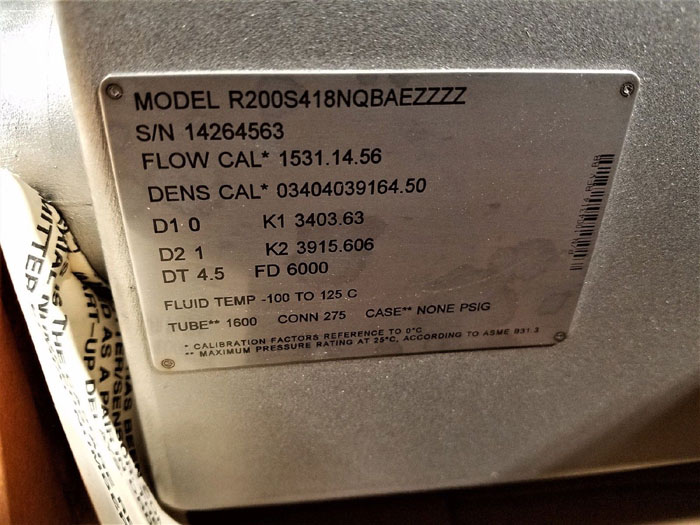 MODEL R200S418NQBAEZZZZ
S/N 14264563
FLOW CAL* 1531.14.56
DENS CAL* 03404039164.50
D1 0 K1 3403.63
D2 1 K2 3915.606
DT 4.5 FD 6000
FLUID TEMP -100 TO 125 C
TUBE** 1600 CONN 275 CASE** NONE PSIG
* CALIBRATION FACTORS REFERENCE TO 0°C
** MAXIMUM PRESSURE RATING AT 25°C, ACCORDING TO ASME B31.3